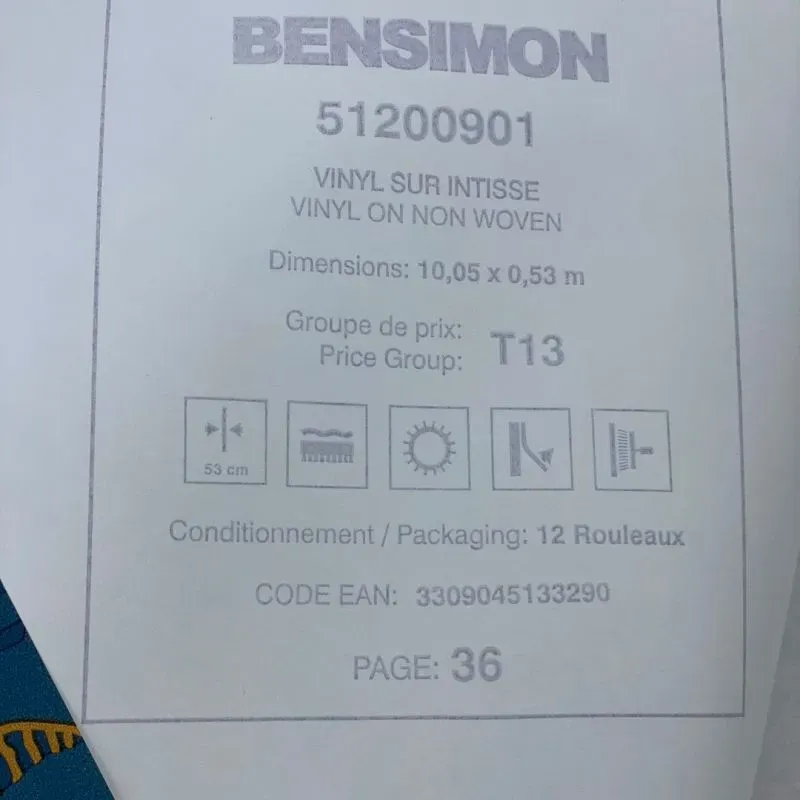 BENSIMON
51200901
VINYL SUR INTISSE
VINYL ON NON WOVEN
Dimensions: 10,05 x 0,53 m
Groupe de prix:
Price Group: T13
53 cm
Conditionnement / Packaging: 12 Rouleaux
CODE EAN: 3309045133290
PAGE: 36